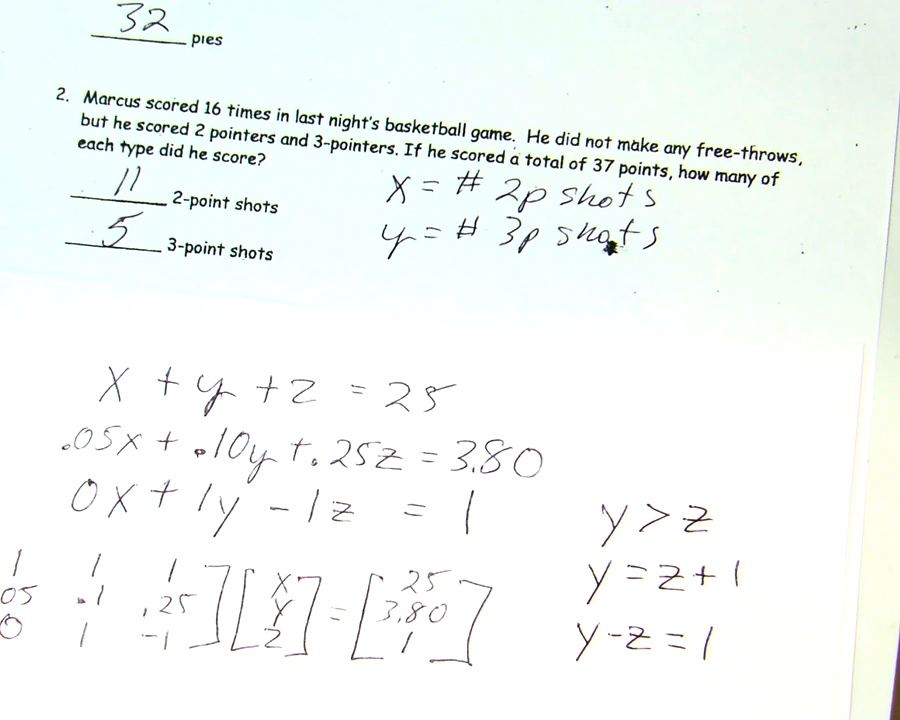 32 pies
2. Marcus scored 16 times in last night's basketball game. He did not make any free-throws,
but he scored 2 pointers and 3-pointers. If he scored a total of 37 points, how many of
each type did he score?
11 2-point shots
5 3-point shots
x = # 2p shots
y = # 3p shots
x + y + z = 25
.05x + .10y + .25z = 3.80
0x + 1y - 1z = 1
y > z
y = z + 1
y - z = 1
1 1 1 ] [ x ] = [ 25 ]
05 .1 .25 ] [ y ] = [ 3.80 ]
0 1 -1 ] [ z ] = [ 1 ]